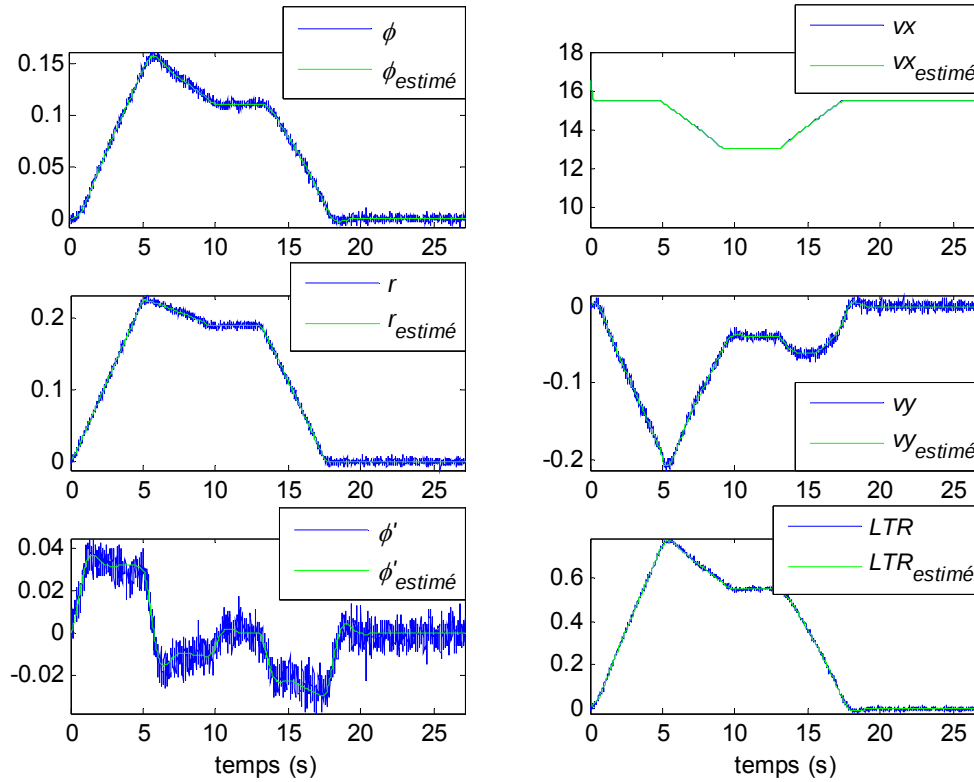 ϕ
ϕestimé
0.15
0.1
0.05
0
0 5 10 15 20 25
vx
vxestimé
18
16
14
12
10
0 5 10 15 20 25
r
restimé
0.2
0.1
0
0 5 10 15 20 25
vy
vyestimé
0
-0.1
-0.2
0 5 10 15 20 25
ϕ'
ϕ'estimé
0.04
0.02
0
-0.02
0 5 10 15 20 25
temps (s)
LTR
LTRestimé
0.6
0.4
0.2
0
0 5 10 15 20 25
temps (s)